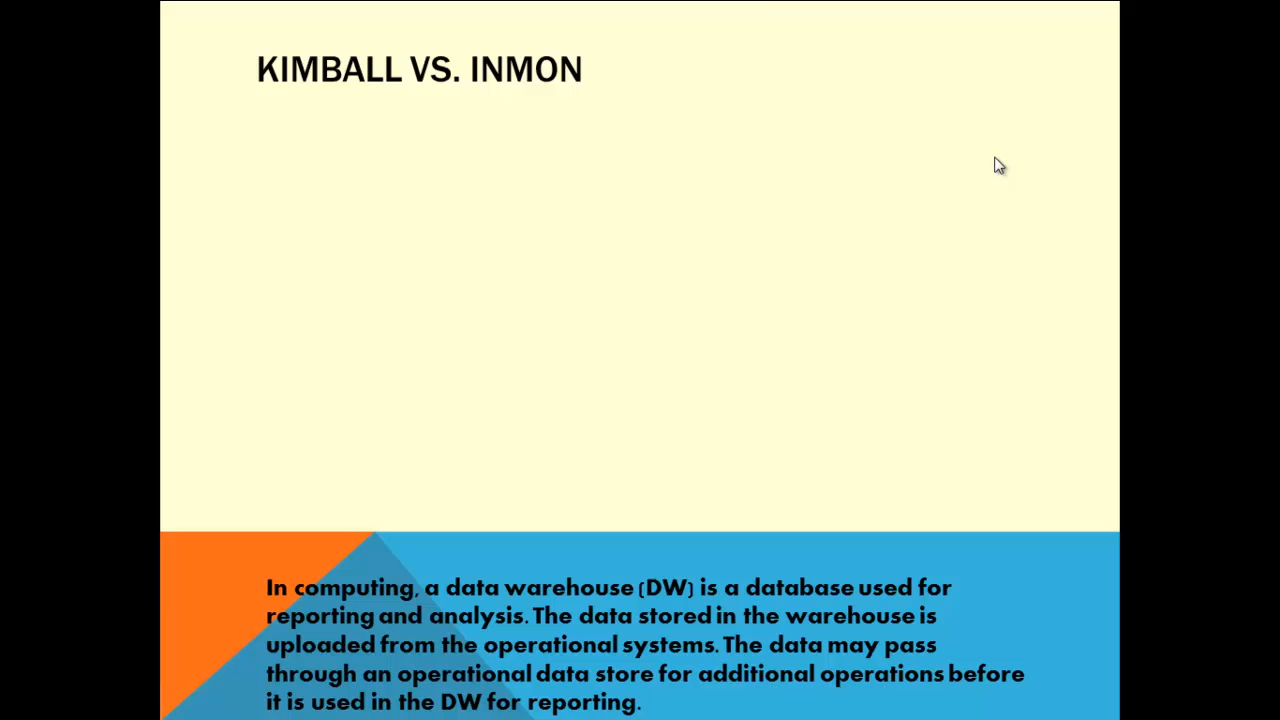 KIMBALL VS. INMON
In computing, a data warehouse (DW) is a database used for
reporting and analysis. The data stored in the warehouse is
uploaded from the operational systems. The data may pass
through an operational data store for additional operations before
it is used in the DW for reporting.